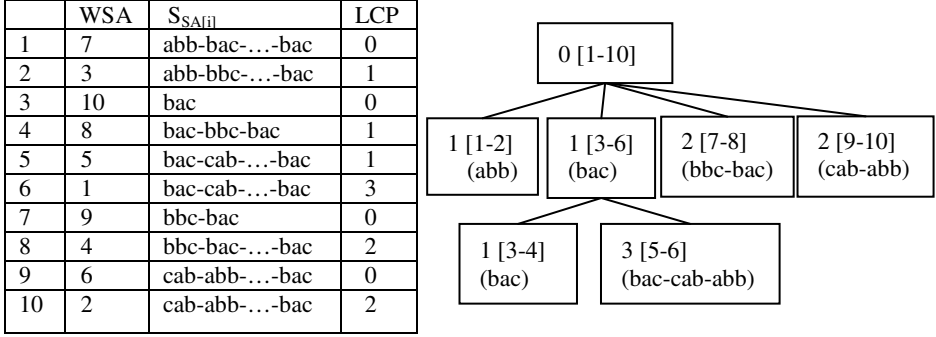 WSA S_SA[i] LCP
1 7 abb-bac-…-bac 0
2 3 abb-bbc-…-bac 1
3 10 bac 0
4 8 bac-bbc-bac 1
5 5 bac-cab-…-bac 1
6 1 bac-cab-…-bac 3
7 9 bbc-bac 0
8 4 bbc-bac-…-bac 2
9 6 cab-abb-…-bac 0
10 2 cab-abb-…-bac 2
0 [1-10]
1 [1-2]
(abb)
1 [3-6]
(bac)
2 [7-8]
(bbc-bac)
2 [9-10]
(cab-abb)
1 [3-4]
(bac)
3 [5-6]
(bac-cab-abb)